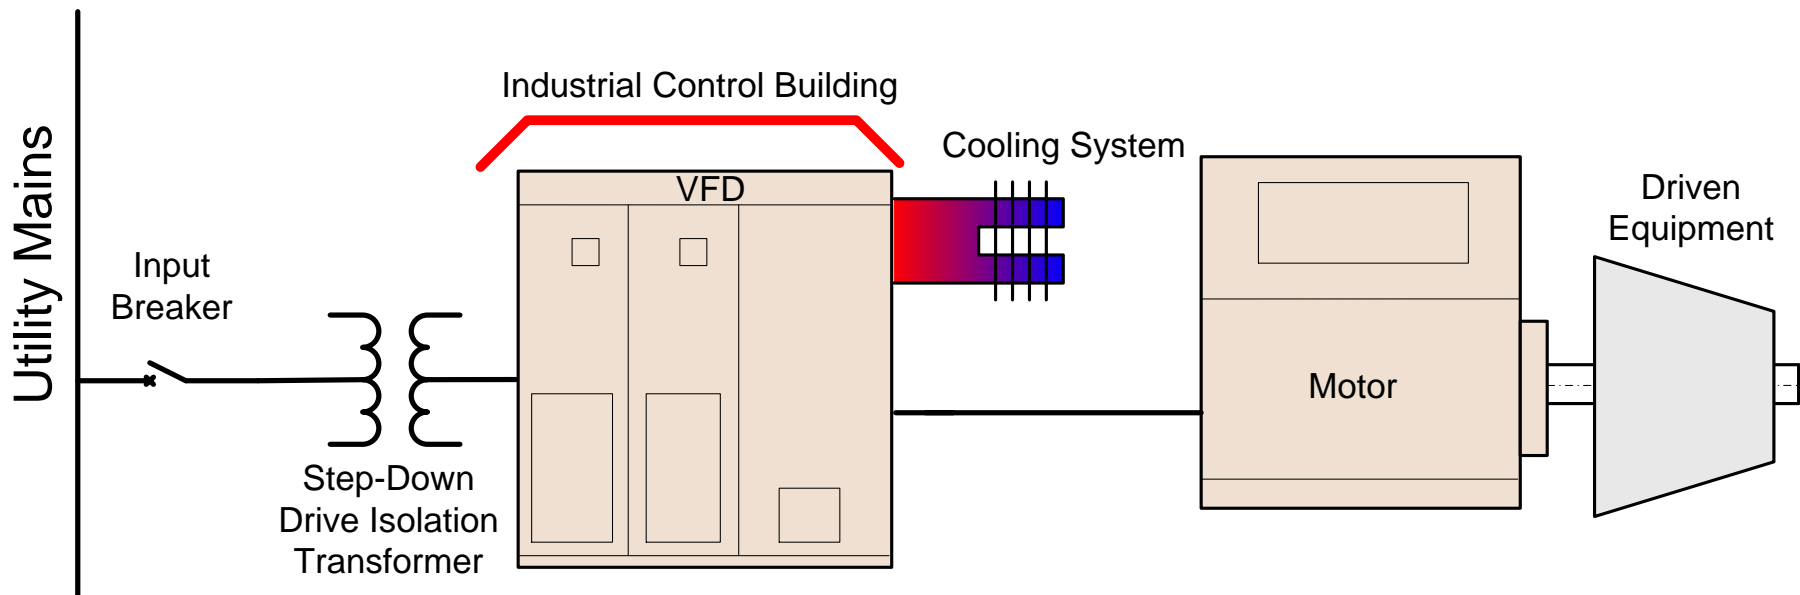 Utility Mains
Input
Breaker
Step-Down
Drive Isolation
Transformer
Industrial Control Building
VFD
Cooling System
Motor
Driven
Equipment